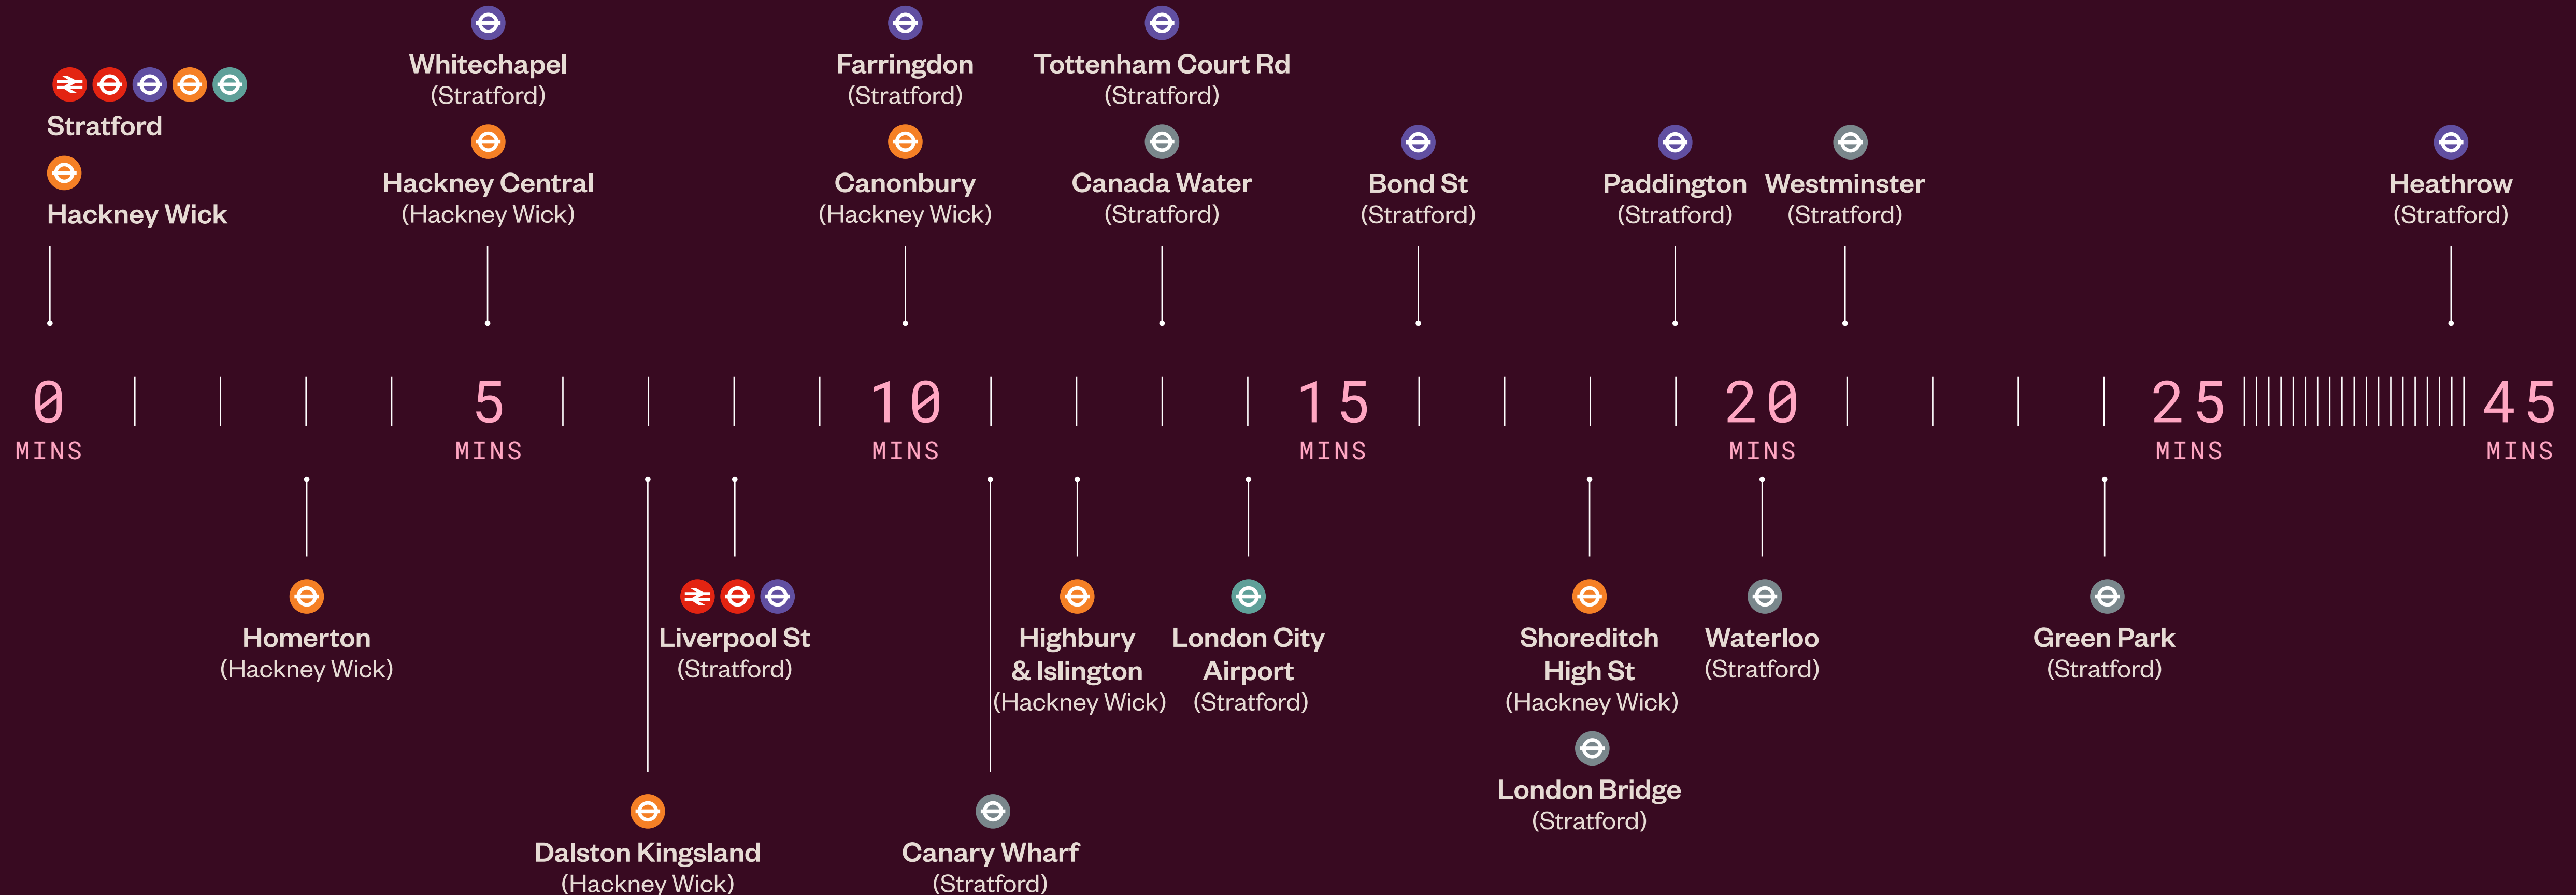 Stratford
Hackney Wick
Whitechapel
(Stratford)
Hackney Central
(Hackney Wick)
Farringdon
(Stratford)
Canonbury
(Hackney Wick)
Tottenham Court Rd
(Stratford)
Canada Water
(Stratford)
Bond St
(Stratford)
Paddington
(Stratford)
Westminster
(Stratford)
Heathrow
(Stratford)
0
MINS
5
MINS
10
MINS
15
MINS
20
MINS
25
MINS
45
MINS
Homerton
(Hackney Wick)
Dalston Kingsland
(Hackney Wick)
Liverpool St
(Stratford)
Canary Wharf
(Stratford)
Highbury
& Islington
(Hackney Wick)
London City
Airport
(Stratford)
Shoreditch
High St
(Hackney Wick)
London Bridge
(Stratford)
Waterloo
(Stratford)
Green Park
(Stratford)